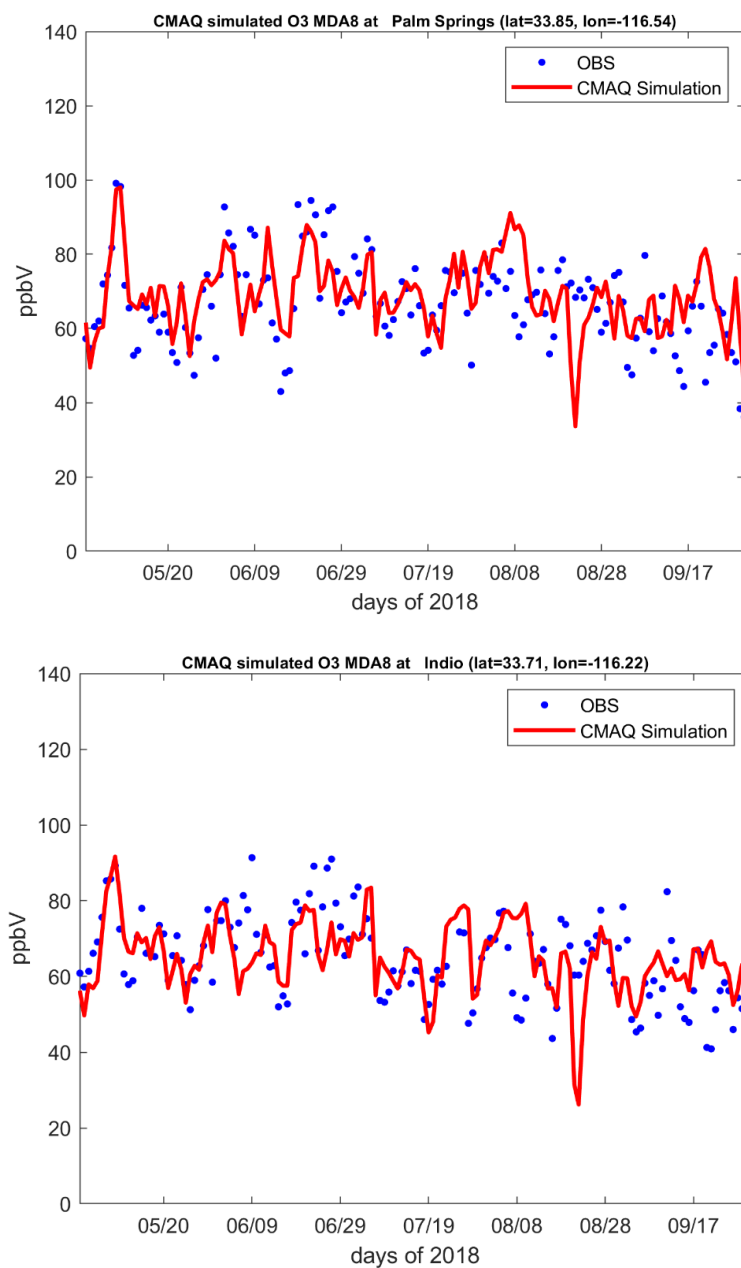 CMAQ simulated O3 MDA8 at Palm Springs (lat=33.85, lon=-116.54)
140
120
100
80
60
40
20
0
ppbV
OBS
CMAQ Simulation
05/20 06/09 06/29 07/19 08/08 08/28 09/17
days of 2018
CMAQ simulated O3 MDA8 at Indio (lat=33.71, lon=-116.22)
140
120
100
80
60
40
20
0
ppbV
OBS
CMAQ Simulation
05/20 06/09 06/29 07/19 08/08 08/28 09/17
days of 2018